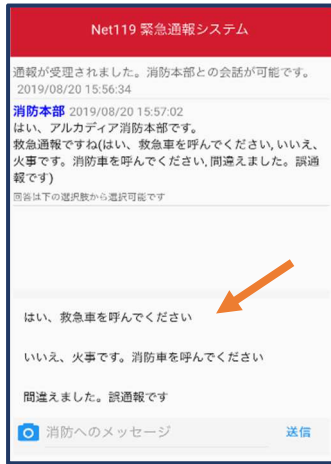 Net119 緊急通報システム
通報が受理されました。消防本部との会話が可能です。
2019/08/20 15:56:34
消防本部 2019/08/20 15:57:02
はい、アルカディア消防本部です。
救急通報ですね(はい、救急車を呼んでください, いいえ、
火事です。消防車を呼んでください, 間違えました。誤通
報です)
回答は下の選択肢から選択可能です
はい、救急車を呼んでください
いいえ、火事です。消防車を呼んでください
間違えました。誤通報です
消防へのメッセージ 送信